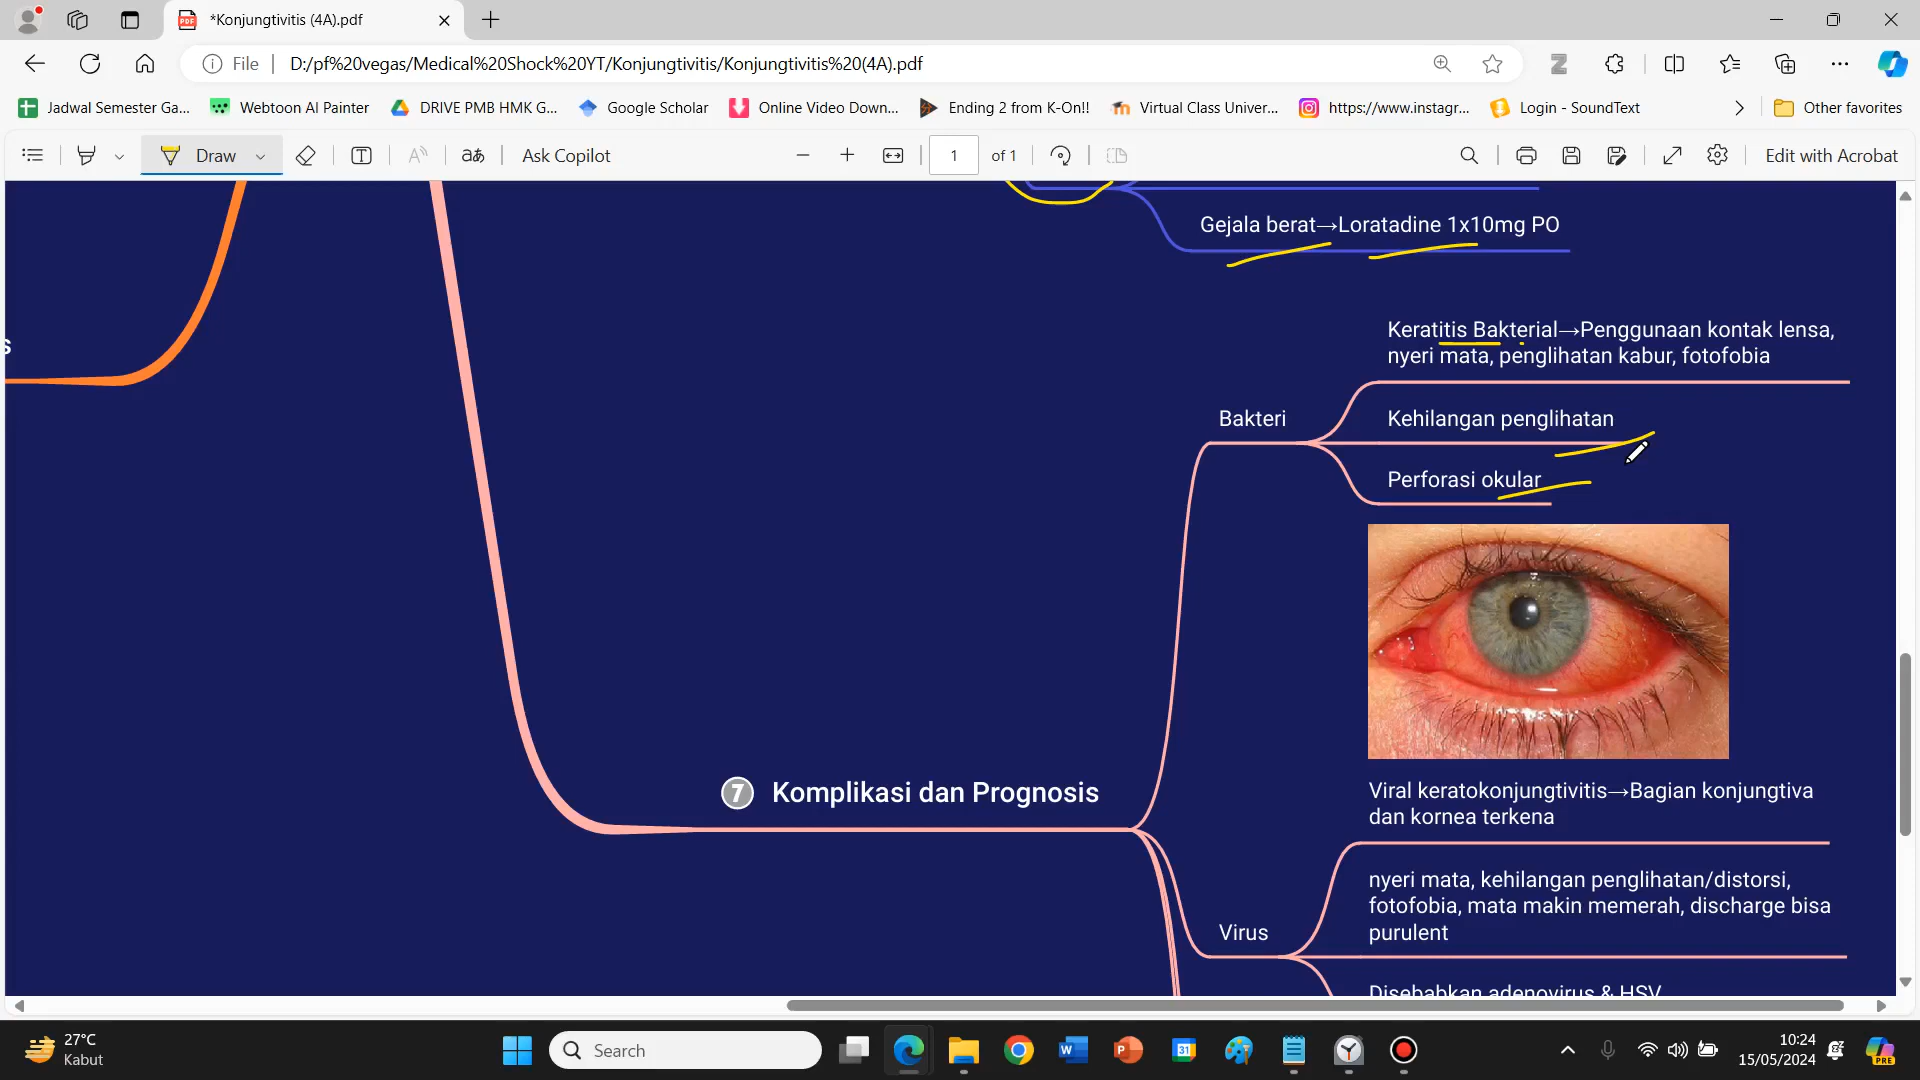 *Konjungtivitis (4A).pdf
File
D:/pf%20vegas/Medical%20Shock%20YT/Konjungtivitis/Konjungtivitis%20(4A).pdf
Jadwal Semester Ga...
Webtoon AI Painter
DRIVE PMB HMK G...
Google Scholar
Online Video Down...
Ending 2 from K-On!!
Virtual Class Univer...
https://www.instagr...
Login - SoundText
Other favorites
Draw
Ask Copilot
1 of 1
Edit with Acrobat
Gejala berat→Loratadine 1x10mg PO
s
Keratitis Bakterial→Penggunaan kontak lensa,
nyeri mata, penglihatan kabur, fotofobia
Bakteri
Kehilangan penglihatan
Perforasi okular
7 Komplikasi dan Prognosis
Viral keratokonjungtivitis→Bagian konjungtiva
dan kornea terkena
nyeri mata, kehilangan penglihatan/distorsi,
fotofobia, mata makin memerah, discharge bisa
purulent
Virus
Disebabkan adenovirus & HSV
27°C
Kabut
Search
10:24
15/05/2024